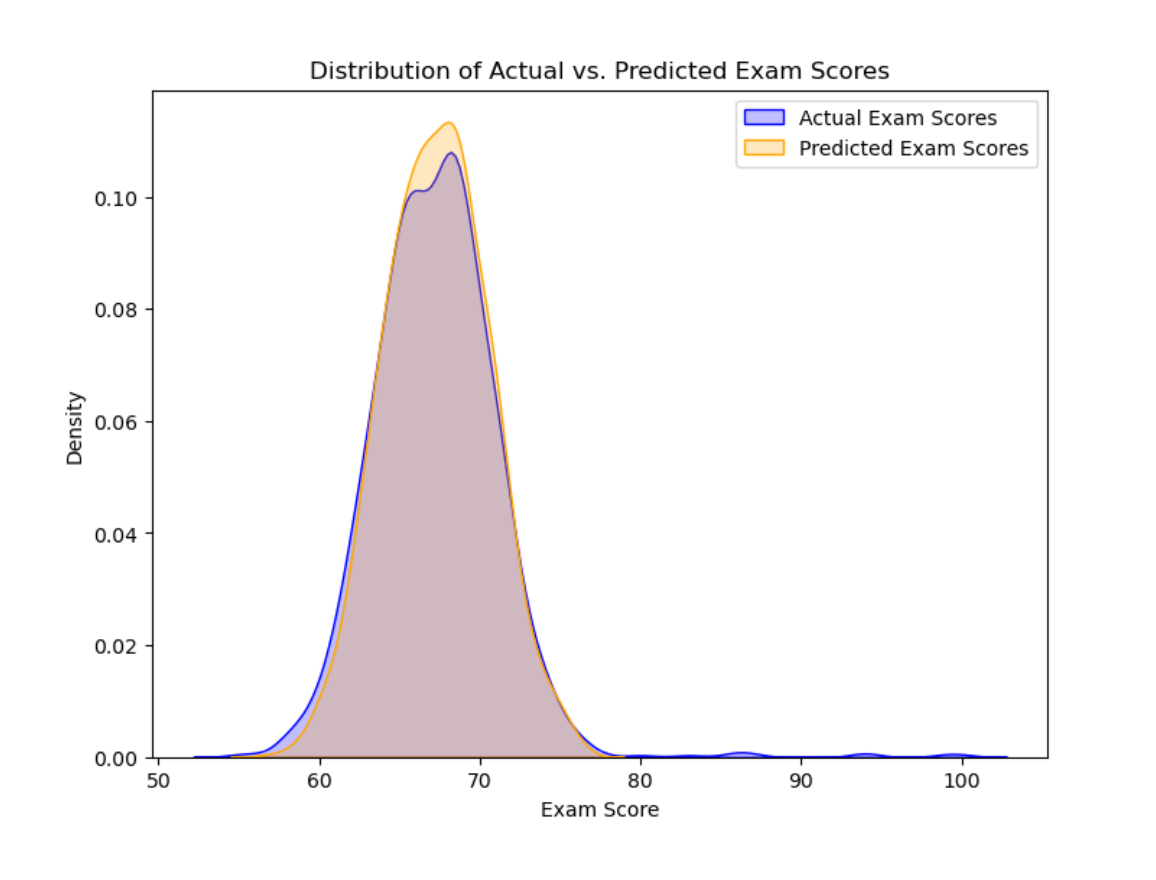 Distribution of Actual vs. Predicted Exam Scores
Actual Exam Scores
Predicted Exam Scores
0.10
0.08
0.06
0.04
0.02
0.00
Density
50 60 70 80 90 100
Exam Score